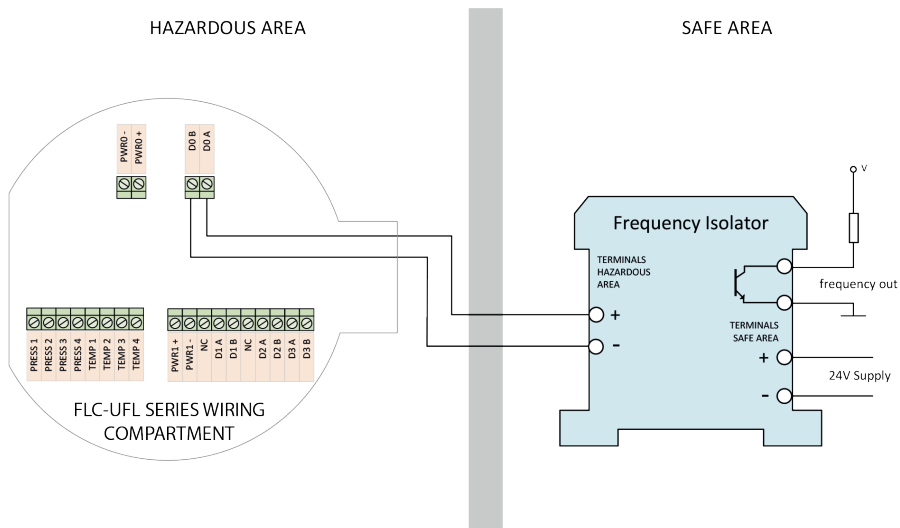 HAZARDOUS AREA
SAFE AREA
PWR0 -
PWR0 +
D0 B
D0 A
V
Frequency Isolator
TERMINALS
HAZARDOUS
AREA
frequency out
+
-
TERMINALS
SAFE AREA
+
24V Supply
-
PRESS 1
PRESS 2
PRESS 3
PRESS 4
TEMP 1
TEMP 2
TEMP 3
TEMP 4
PWR1 +
PWR1 -
NC
D1 A
D1 B
NC
D2 A
D2 B
D3 A
D3 B
FLC-UFL SERIES WIRING
COMPARTMENT